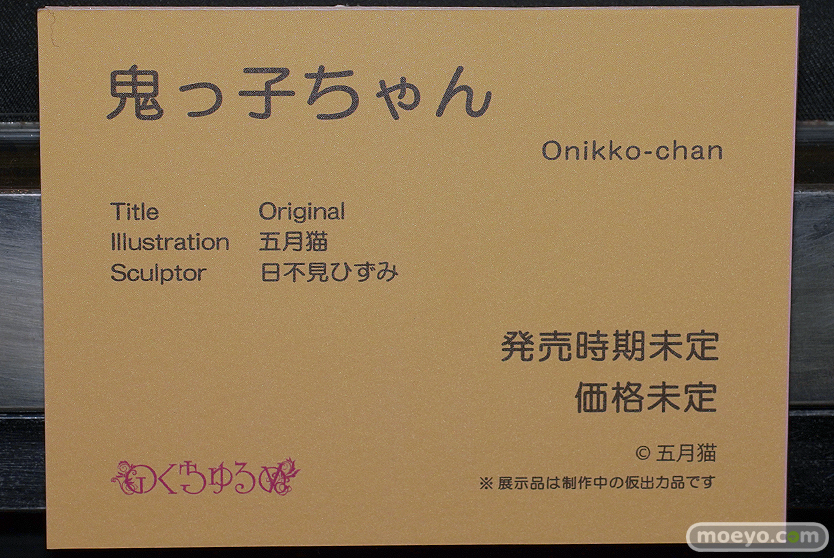 鬼っ子ちゃん
Onikko-chan
Title Original
Illustration 五月猫
Sculptor 日不見ひずみ
発売時期未定
価格未定
© 五月猫
※展示品は制作中の仮出力品です
moeyo.com